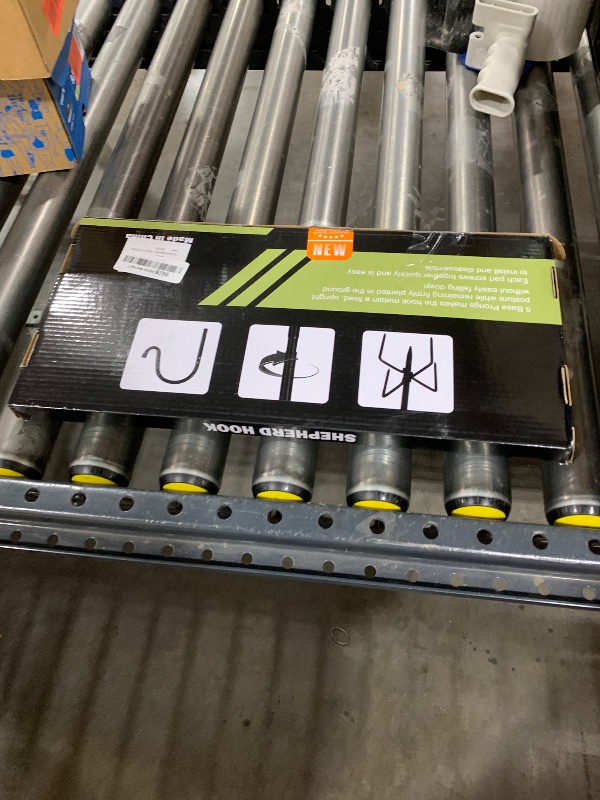 5 Base Prongs makes the hook matain a fixed, upright
posture while remaining firmly planted in the ground
without easily falling down
Each part screws together quickly and is easy
to install and disassemble
NEW
Made in China
SHEPHERD HOOK